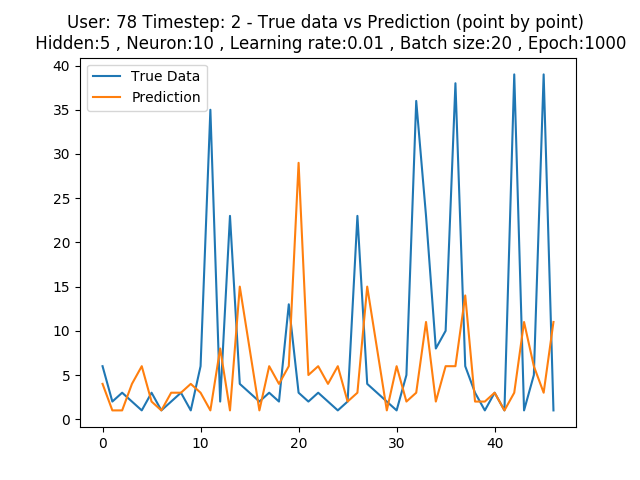 User: 78 Timestep: 2 - True data vs Prediction (point by point)
Hidden:5 , Neuron:10 , Learning rate:0.01 , Batch size:20 , Epoch:1000
True Data
Prediction
40
35
30
25
20
15
10
5
0
0 10 20 30 40